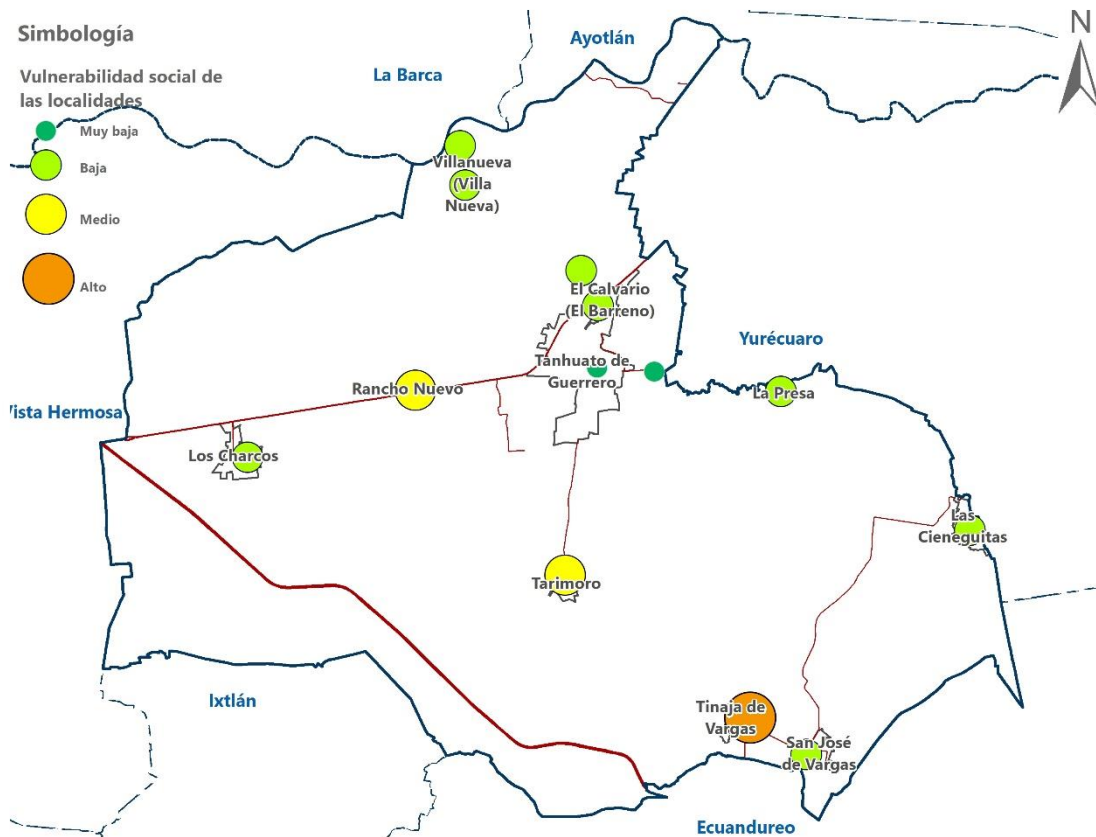 Simbología
Vulnerabilidad social de
las localidades
Muy baja
Baja
Medio
Alto
N
Ayotlán
La Barca
Villanueva
(Villa
Nueva)
El Calvario
(El Barreno)
Yurécuaro
Tanhuato de
Guerrero
Rancho Nuevo
La Presa
Vista Hermosa
Los Charcos
Las
Cieneguitas
Tarimoro
Ixtlán
Tinaja de
Vargas
San José
de Vargas
Ecuandureo